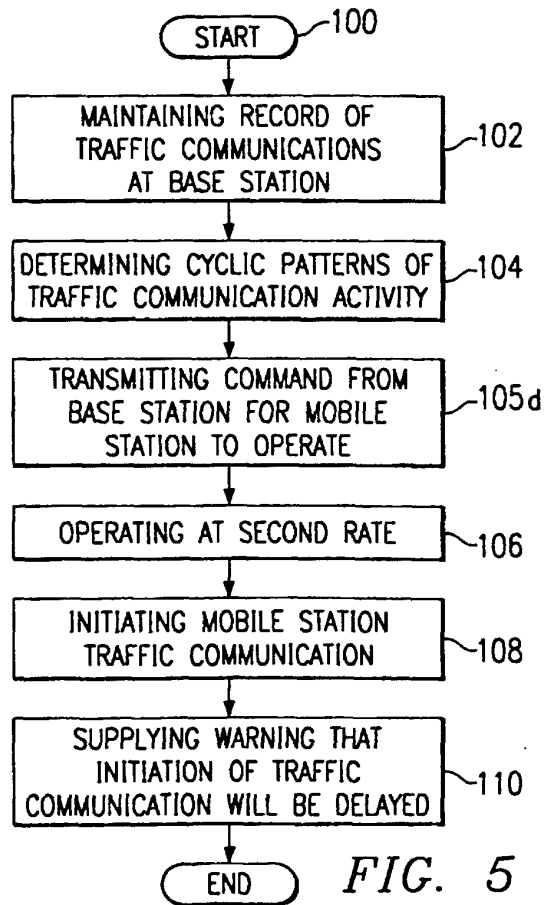 START
100
MAINTAINING RECORD OF
TRAFFIC COMMUNICATIONS
AT BASE STATION
102
DETERMINING CYCLIC PATTERNS OF
TRAFFIC COMMUNICATION ACTIVITY
104
TRANSMITTING COMMAND FROM
BASE STATION FOR MOBILE
STATION TO OPERATE
105d
OPERATING AT SECOND RATE
106
INITIATING MOBILE STATION
TRAFFIC COMMUNICATION
108
SUPPLYING WARNING THAT
INITIATION OF TRAFFIC
COMMUNICATION WILL BE DELAYED
110
END
FIG. 5